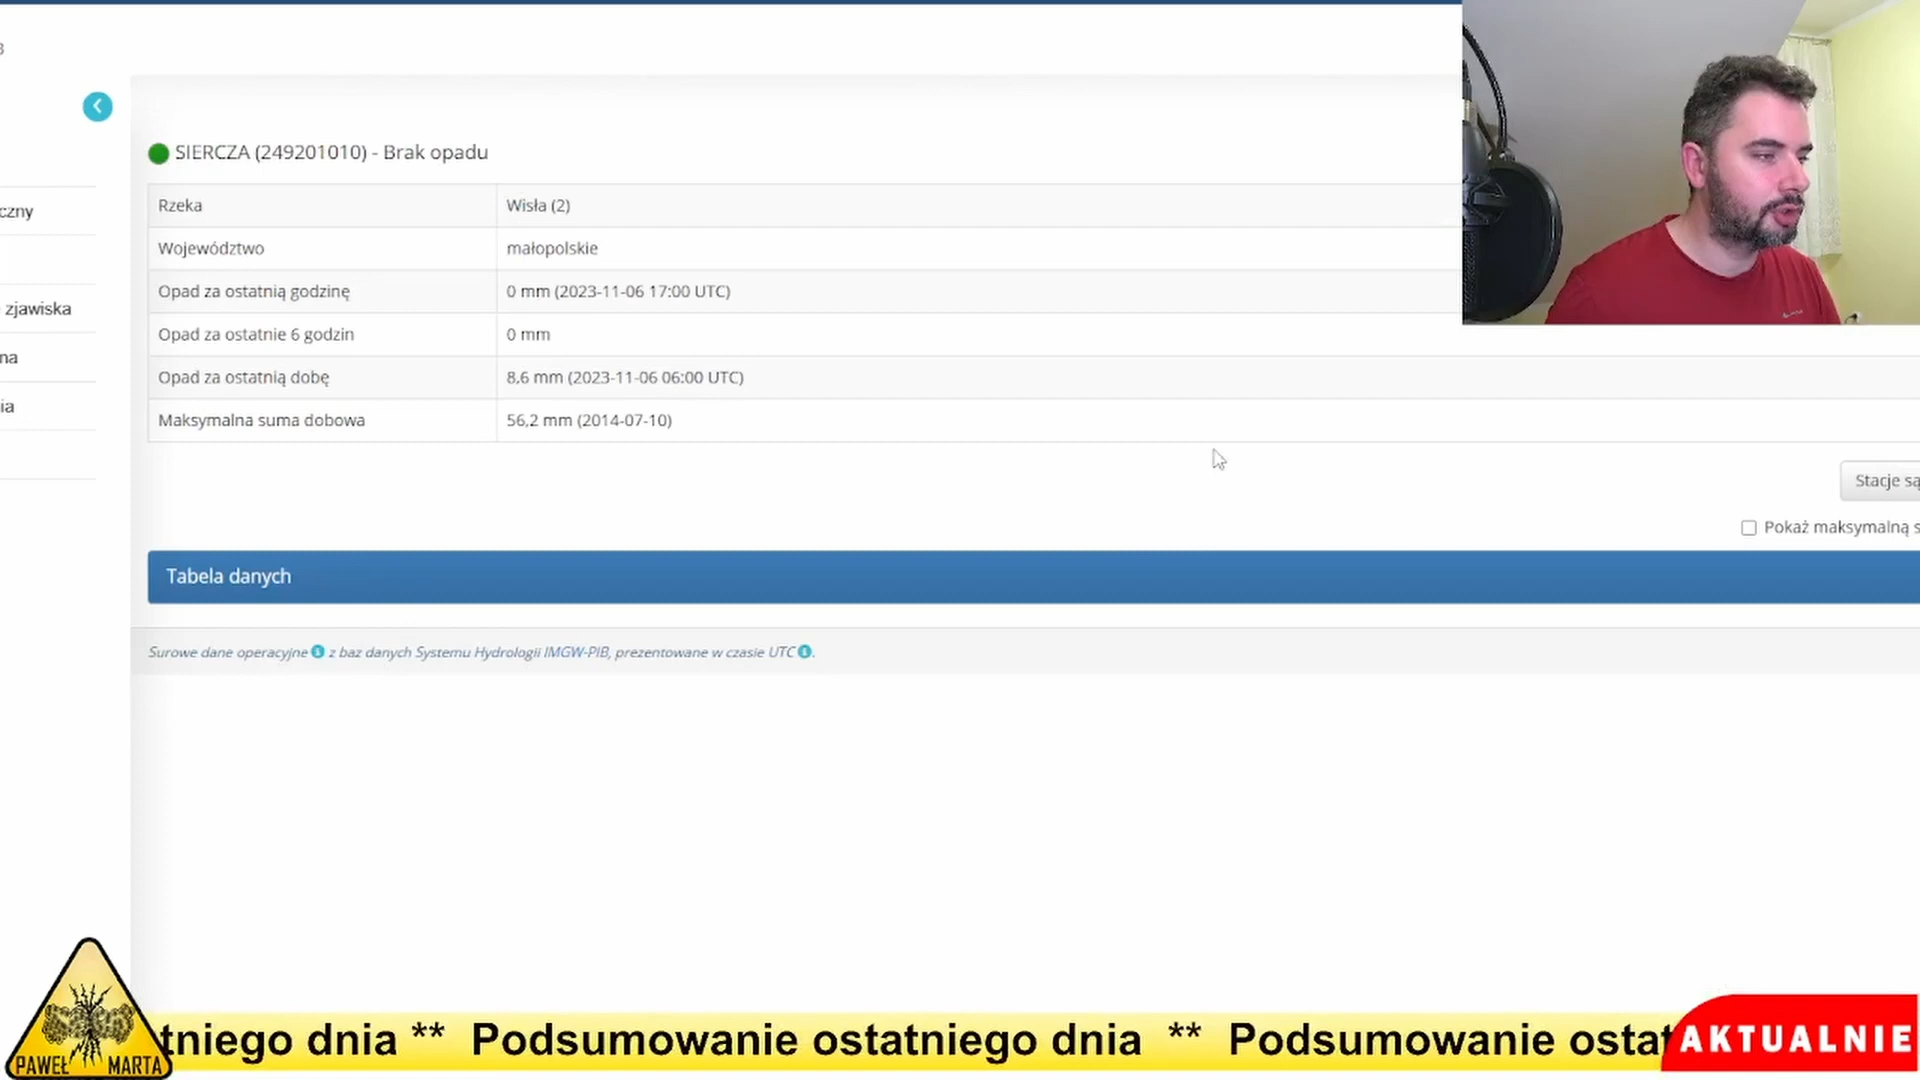 czny
zjawiska
na
ia
SIERCZA (249201010) - Brak opadu
Rzeka Wisła (2)
Województwo małopolskie
Opad za ostatnią godzinę 0 mm (2023-11-06 17:00 UTC)
Opad za ostatnie 6 godzin 0 mm
Opad za ostatnią dobę 8,6 mm (2023-11-06 06:00 UTC)
Maksymalna suma dobowa 56,2 mm (2014-07-10)
Stacje są
Pokaż maksymalną s
Tabela danych
Surowe dane operacyjne z baz danych Systemu Hydrologii IMGW-PIB, prezentowane w czasie UTC.
PAWEŁ MARTA
tniego dnia ** Podsumowanie ostatniego dnia ** Podsumowanie ostat
AKTUALNIE